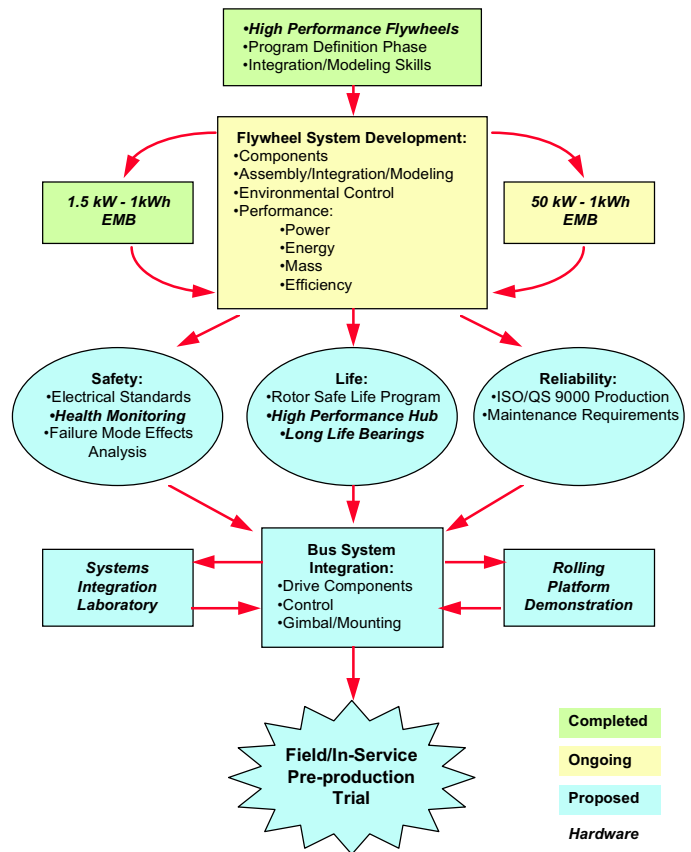 •High Performance Flywheels
•Program Definition Phase
•Integration/Modeling Skills
Flywheel System Development:
•Components
•Assembly/Integration/Modeling
•Environmental Control
•Performance:
•Power
•Energy
•Mass
•Efficiency
1.5 kW - 1kWh
EMB
50 kW - 1kWh
EMB
Safety:
•Electrical Standards
•Health Monitoring
•Failure Mode Effects
Analysis
Life:
•Rotor Safe Life Program
•High Performance Hub
•Long Life Bearings
Reliability:
•ISO/QS 9000 Production
•Maintenance Requirements
Bus System
Integration:
•Drive Components
•Control
•Gimbal/Mounting
Systems
Integration
Laboratory
Rolling
Platform
Demonstration
Field/In-Service
Pre-production
Trial
Completed
Ongoing
Proposed
Hardware